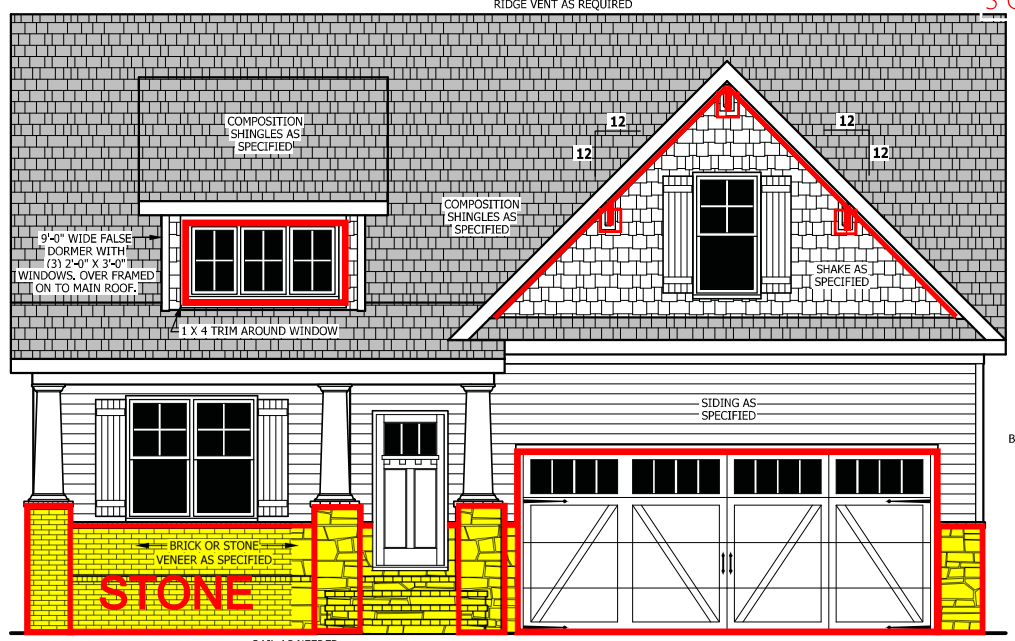 RIDGE VENT AS REQUIRED
COMPOSITION
SHINGLES AS
SPECIFIED
12
12
12
12
COMPOSITION
SHINGLES AS
SPECIFIED
9'-0" WIDE FALSE
DORMER WITH
(3) 2'-0" X 3'-0"
WINDOWS. OVER FRAMED
ON TO MAIN ROOF.
SHAKE AS
SPECIFIED
1 X 4 TRIM AROUND WINDOW
SIDING AS
SPECIFIED
B
BRICK OR STONE
VENEER AS SPECIFIED
STONE